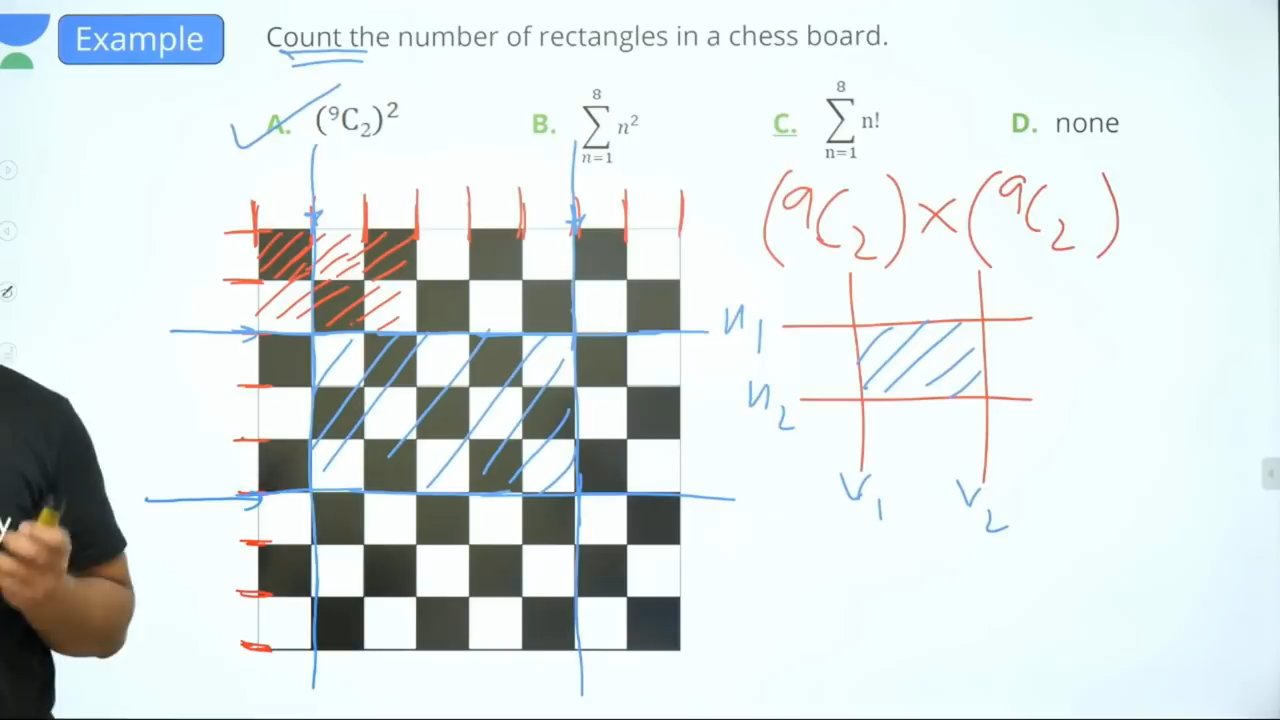 Example Count the number of rectangles in a chess board.
A. (⁹C₂)² B. ∑ₙ₌₁⁸ n² C. ∑ₙ₌₁⁸ n! D. none
(⁹C₂) × (⁹C₂)
H₁
H₂
V₁ V₂
y